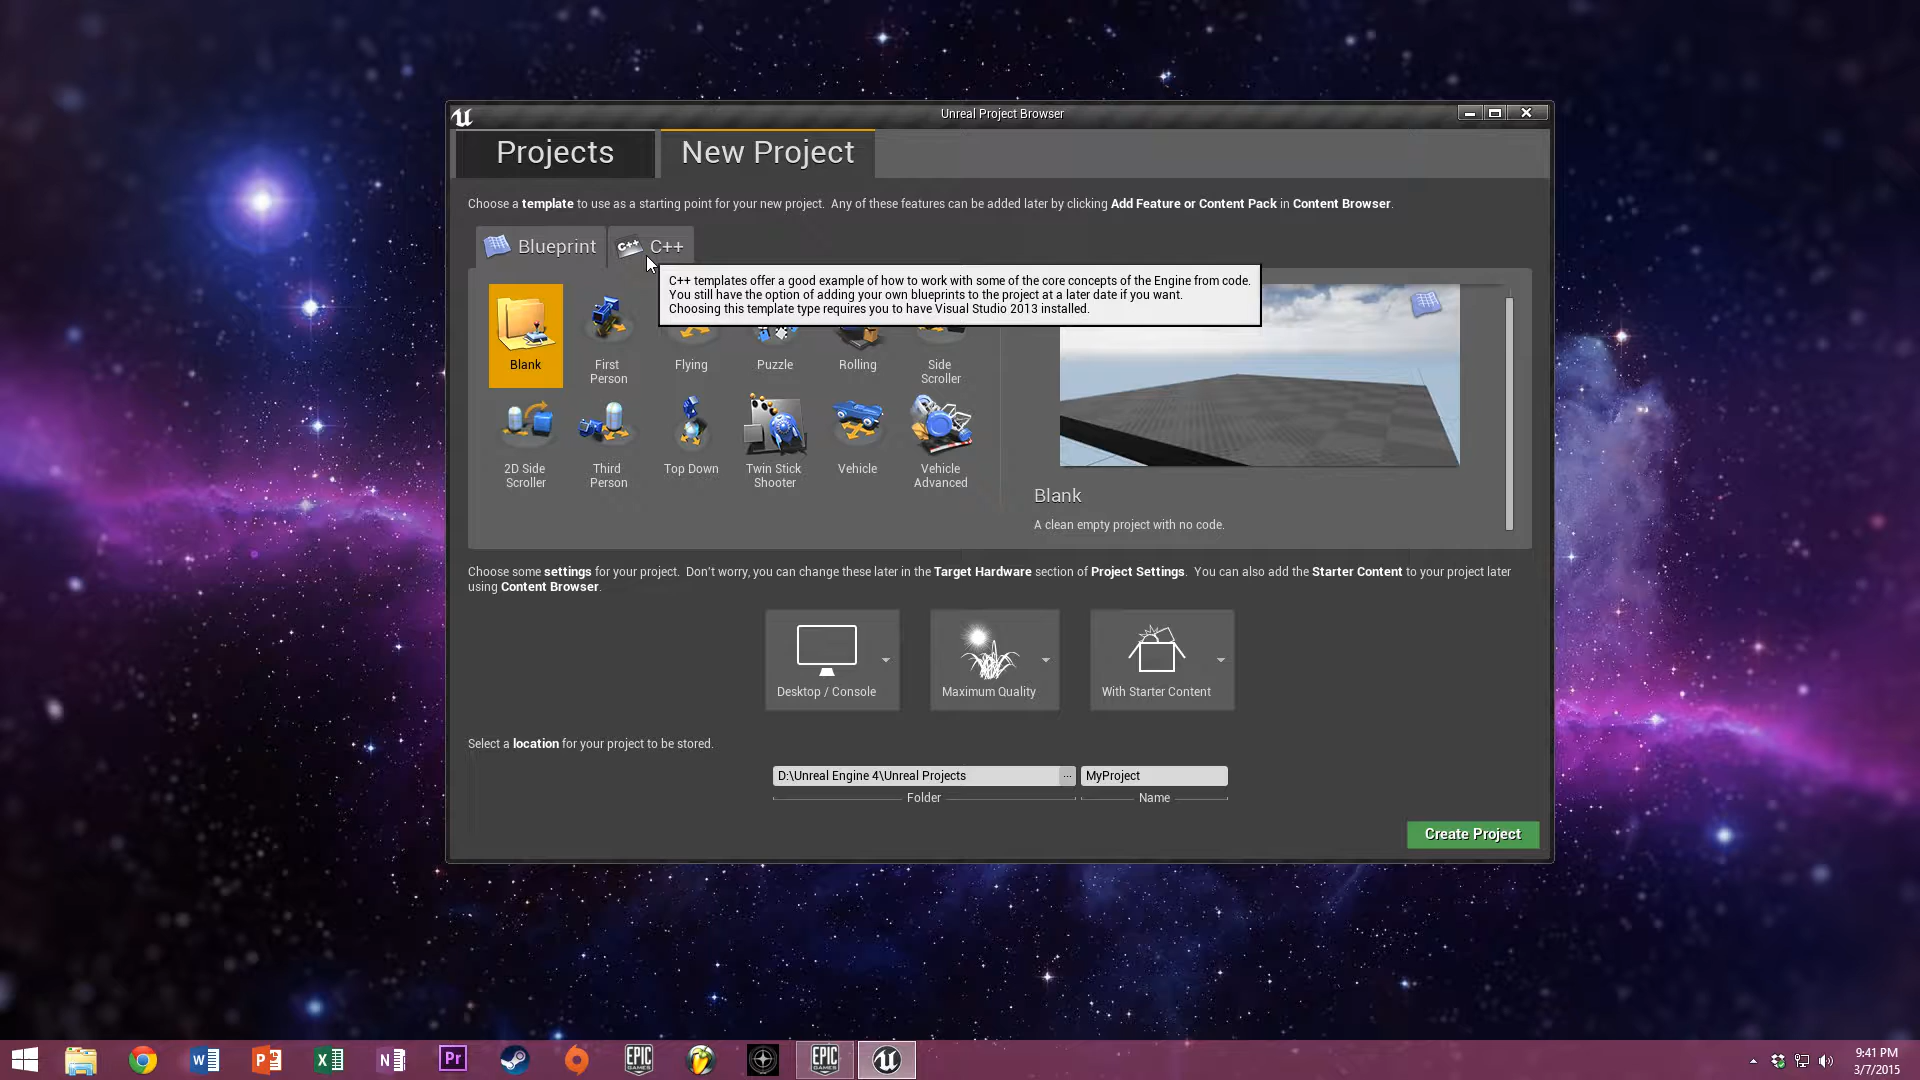 Unreal Project Browser
Projects
New Project
Choose a template to use as a starting point for your new project. Any of these features can be added later by clicking Add Feature or Content Pack in Content Browser.
Blueprint
C++ C++
C++ templates offer a good example of how to work with some of the core concepts of the Engine from code.
You still have the option of adding your own blueprints to the project at a later date if you want.
Choosing this template type requires you to have Visual Studio 2013 installed.
Blank
First
Person
Flying
Puzzle
Rolling
Side
Scroller
2D Side
Scroller
Third
Person
Top Down
Twin Stick
Shooter
Vehicle
Vehicle
Advanced
Blank
A clean empty project with no code.
Choose some settings for your project. Don't worry, you can change these later in the Target Hardware section of Project Settings. You can also add the Starter Content to your project later
using Content Browser.
Desktop / Console
Maximum Quality
With Starter Content
Select a location for your project to be stored.
D:\Unreal Engine 4\Unreal Projects
...
MyProject
Folder
Name
Create Project
W
P
X
N
Pr
EPIC
GAMES
EPIC
GAMES
9:41 PM
3/7/2015